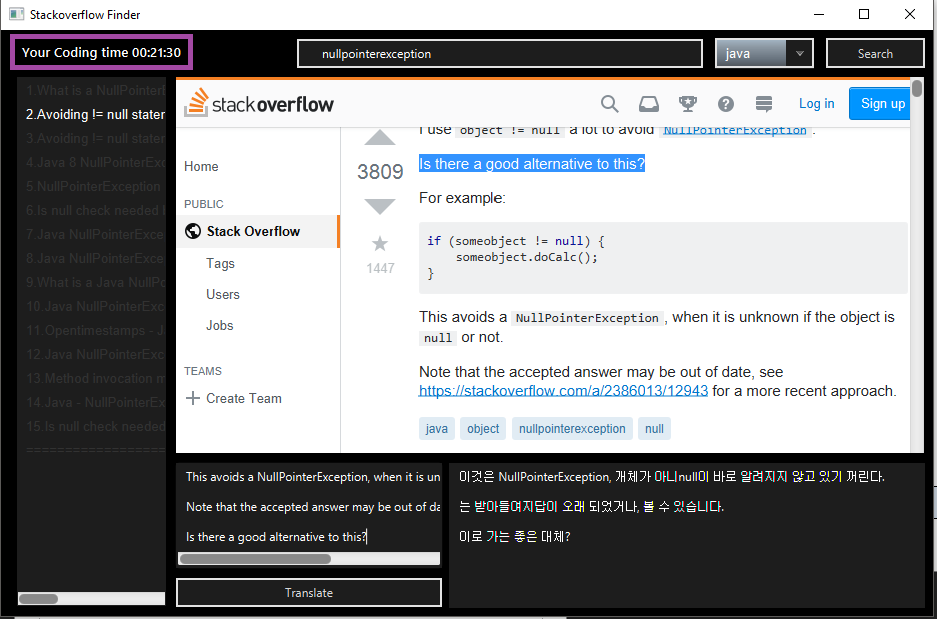 Stackoverflow Finder
Your Coding time 00:21:30
nullpointerexception
java
Search
1.What is a NullPointerE
2.Avoiding != null stater
3.Avoiding != null stater
4.Java 8 NullPointerExc
5.NullPointerException
6.Is null check needed
7.Java NullPointerExce
8.Java NullPointerExce
9.What is a Java NullPo
10.Java NullPointerExc
11.Opentimestamps - J
12.Java NullPointerExc
13.Method invocation m
14.Java - NullPointerEx
15.Is null check needed
==================
stackoverflow
Log in
Sign up
Home
PUBLIC
Stack Overflow
Tags
Users
Jobs
TEAMS
Create Team
3809
1447
I use object != null a lot to avoid NullPointerException .
Is there a good alternative to this?
For example:
if (someobject != null) {
someobject.doCalc();
}
This avoids a NullPointerException , when it is unknown if the object is
null or not.
Note that the accepted answer may be out of date, see
https://stackoverflow.com/a/2386013/12943 for a more recent approach.
java object nullpointerexception null
This avoids a NullPointerException, when it is un
Note that the accepted answer may be out of da
Is there a good alternative to this?
Translate
이것은 NullPointerException, 개체가 아니null이 바로 알려지지 않고 있기 꺼린다.
는 받아들여지답이 오래 되었거나, 볼 수 있습니다.
이로 가는 좋은 대체?